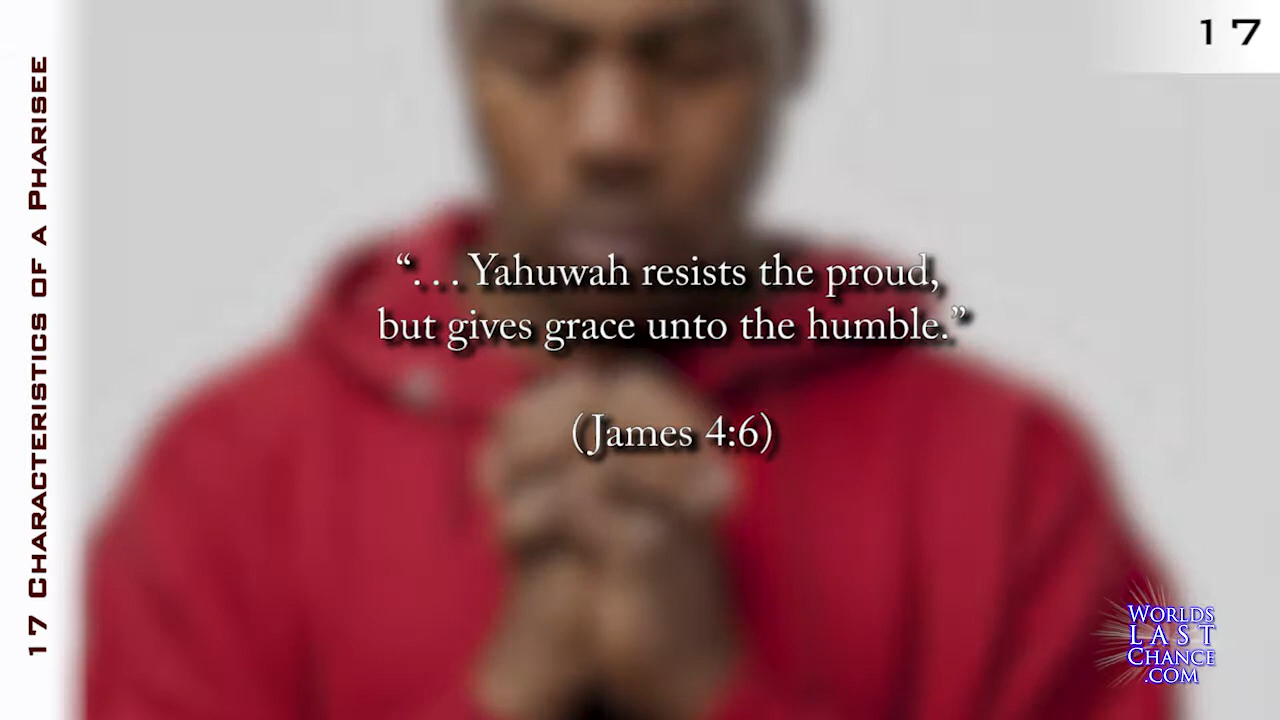 17 Characteristics of a Pharisee
17
“. . . Yahuwah resists the proud,
but gives grace unto the humble.”
(James 4:6)
Worlds
Last
Chance
.com